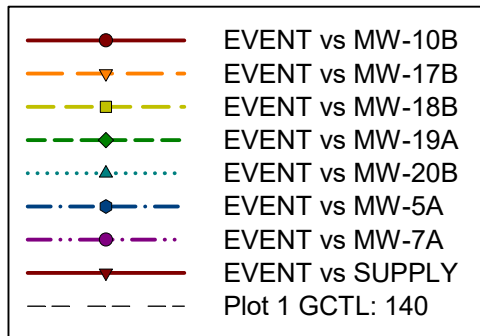 EVENT vs MW-10B
EVENT vs MW-17B
EVENT vs MW-18B
EVENT vs MW-19A
EVENT vs MW-20B
EVENT vs MW-5A
EVENT vs MW-7A
EVENT vs SUPPLY
Plot 1 GCTL: 140